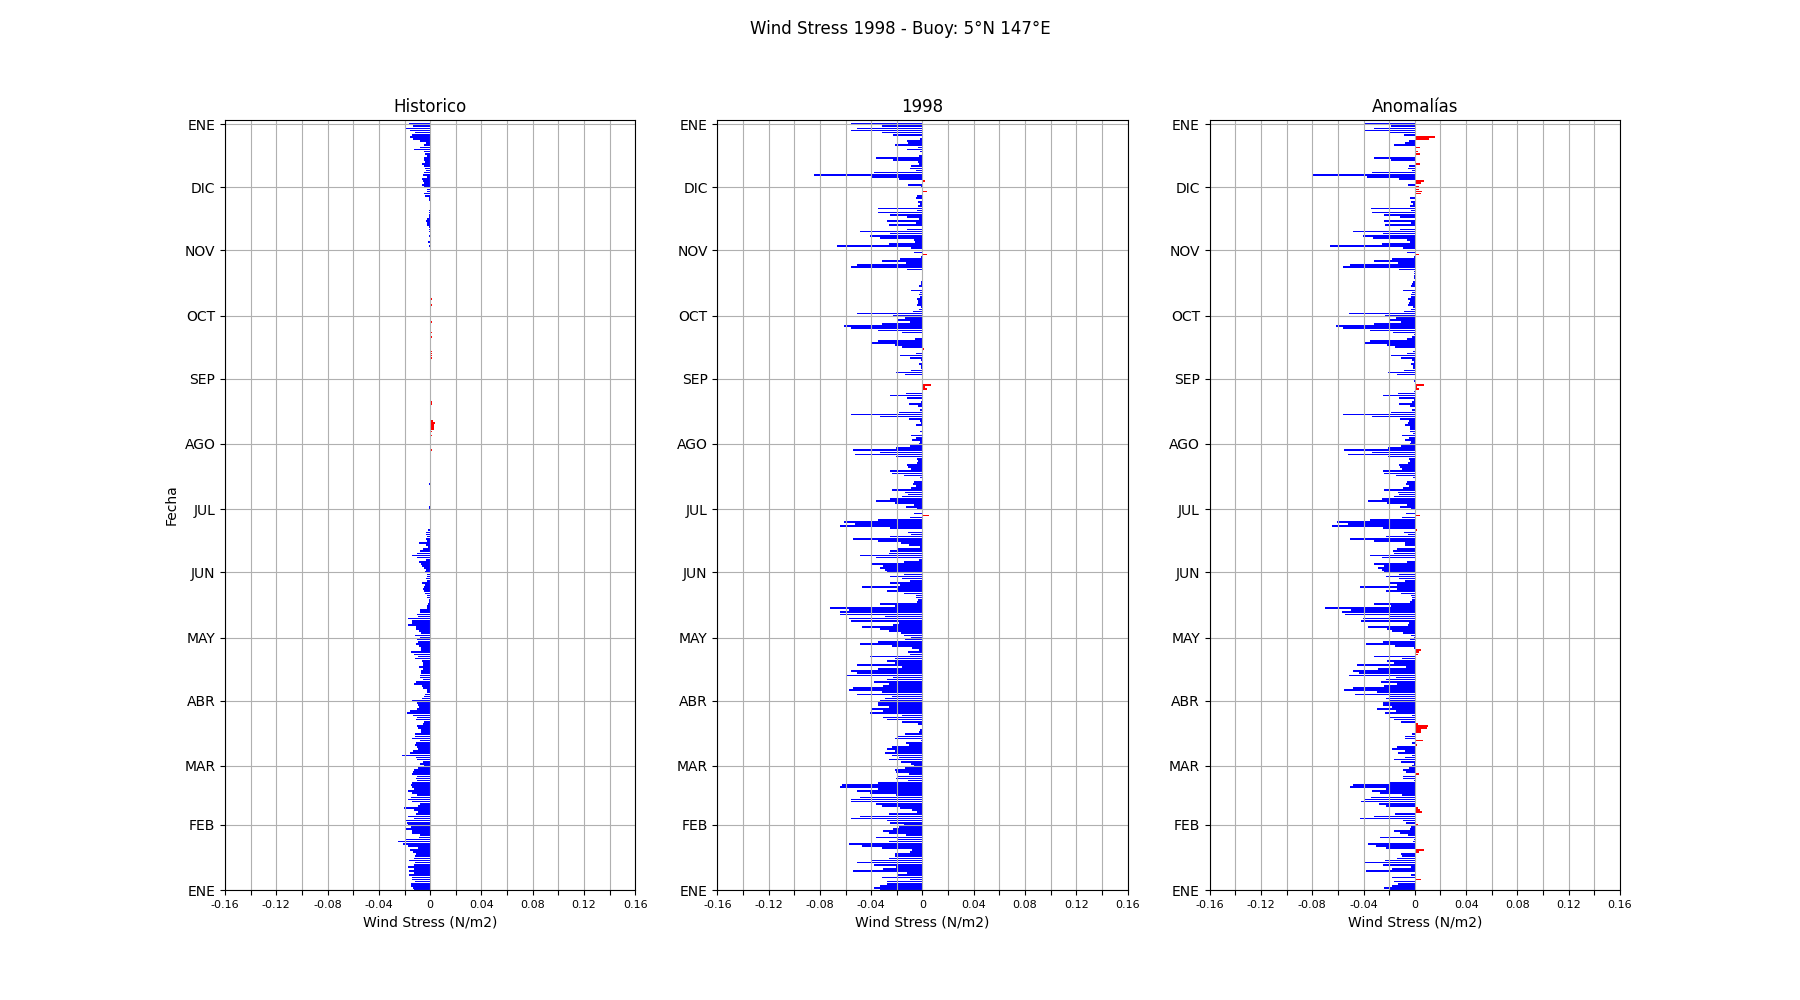 Wind Stress 1998 - Buoy: 5°N 147°E
Historico
ENE
DIC
NOV
OCT
SEP
AGO
JUL
JUN
MAY
ABR
MAR
FEB
ENE
Fecha
-0.16 -0.12 -0.08 -0.04 0 0.04 0.08 0.12 0.16
Wind Stress (N/m2)
1998
ENE
DIC
NOV
OCT
SEP
AGO
JUL
JUN
MAY
ABR
MAR
FEB
ENE
-0.16 -0.12 -0.08 -0.04 0 0.04 0.08 0.12 0.16
Wind Stress (N/m2)
Anomalías
ENE
DIC
NOV
OCT
SEP
AGO
JUL
JUN
MAY
ABR
MAR
FEB
ENE
-0.16 -0.12 -0.08 -0.04 0 0.04 0.08 0.12 0.16
Wind Stress (N/m2)